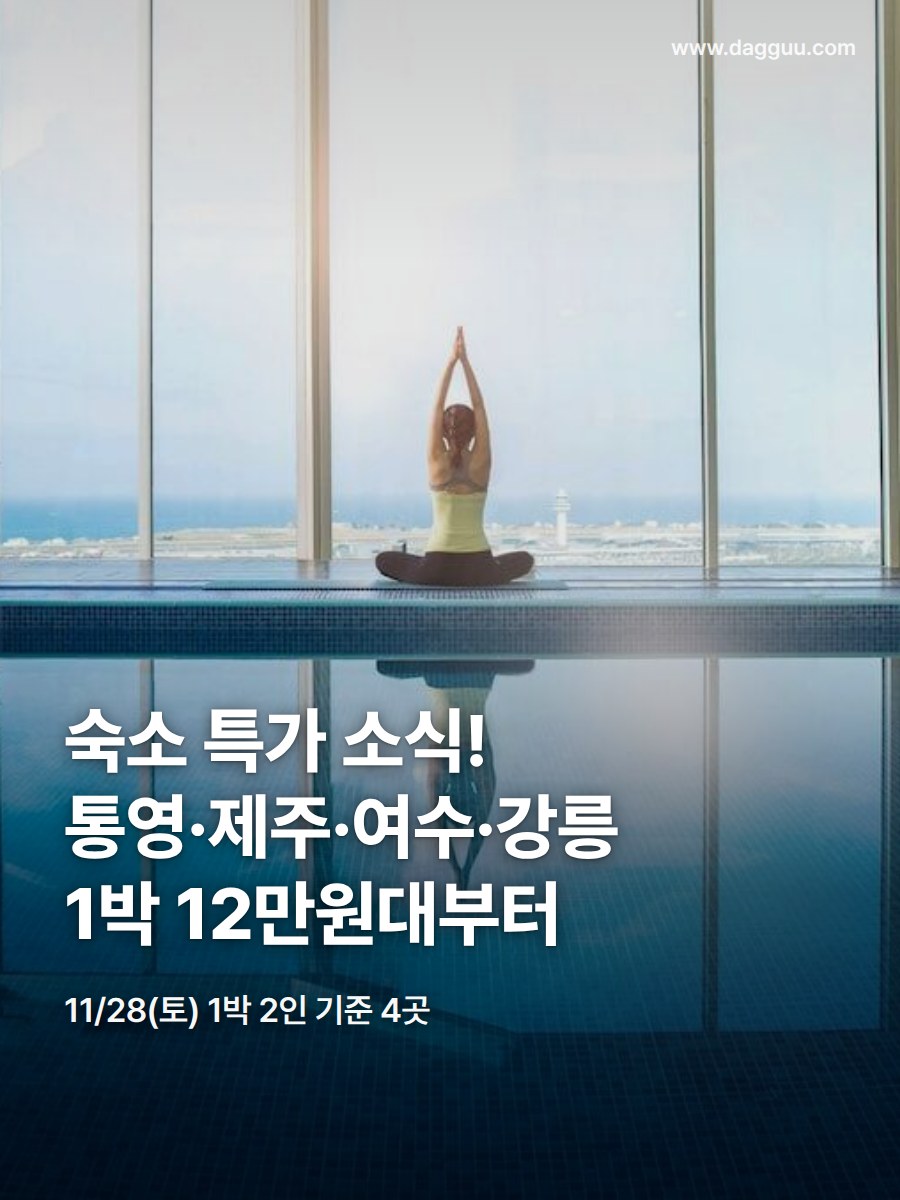 www.dagguu.com
숙소 특가 소식!
통영·제주·여수·강릉
1박 12만원대부터
11/28(토) 1박 2인 기준 4곳